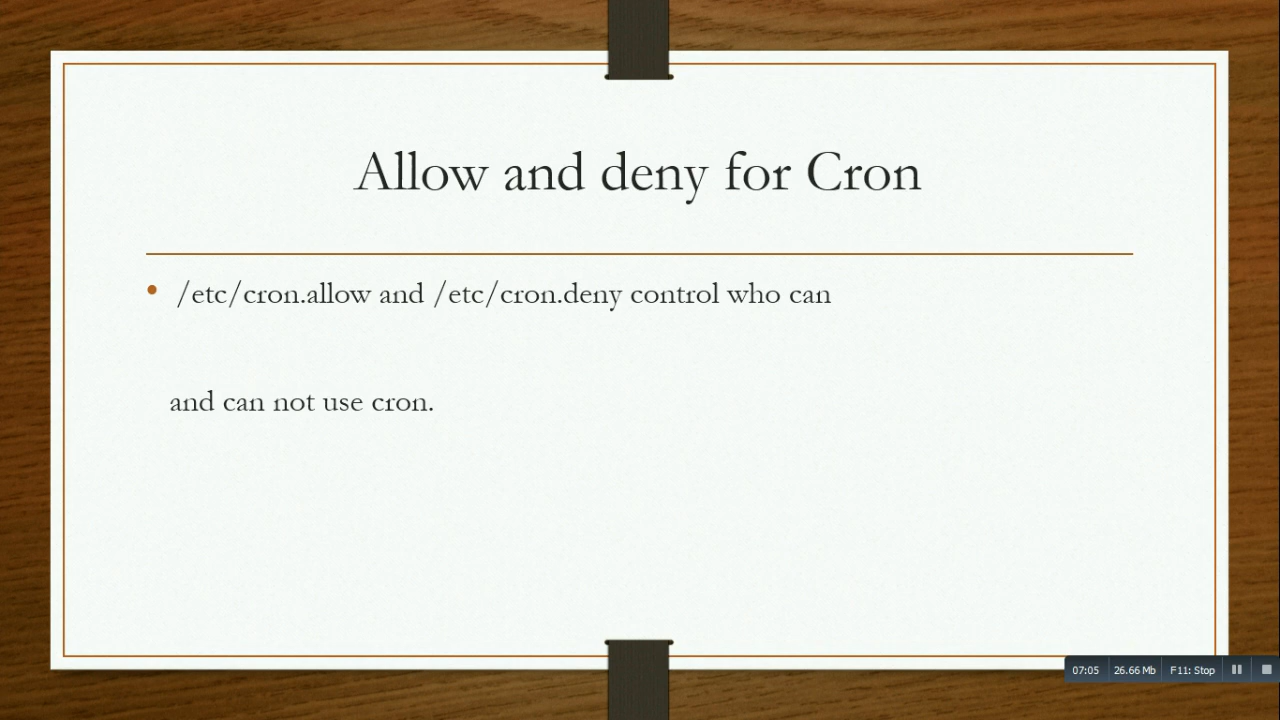 Allow and deny for Cron
• /etc/cron.allow and /etc/cron.deny control who can
and can not use cron.
07:05 26.66 Mb F11: Stop